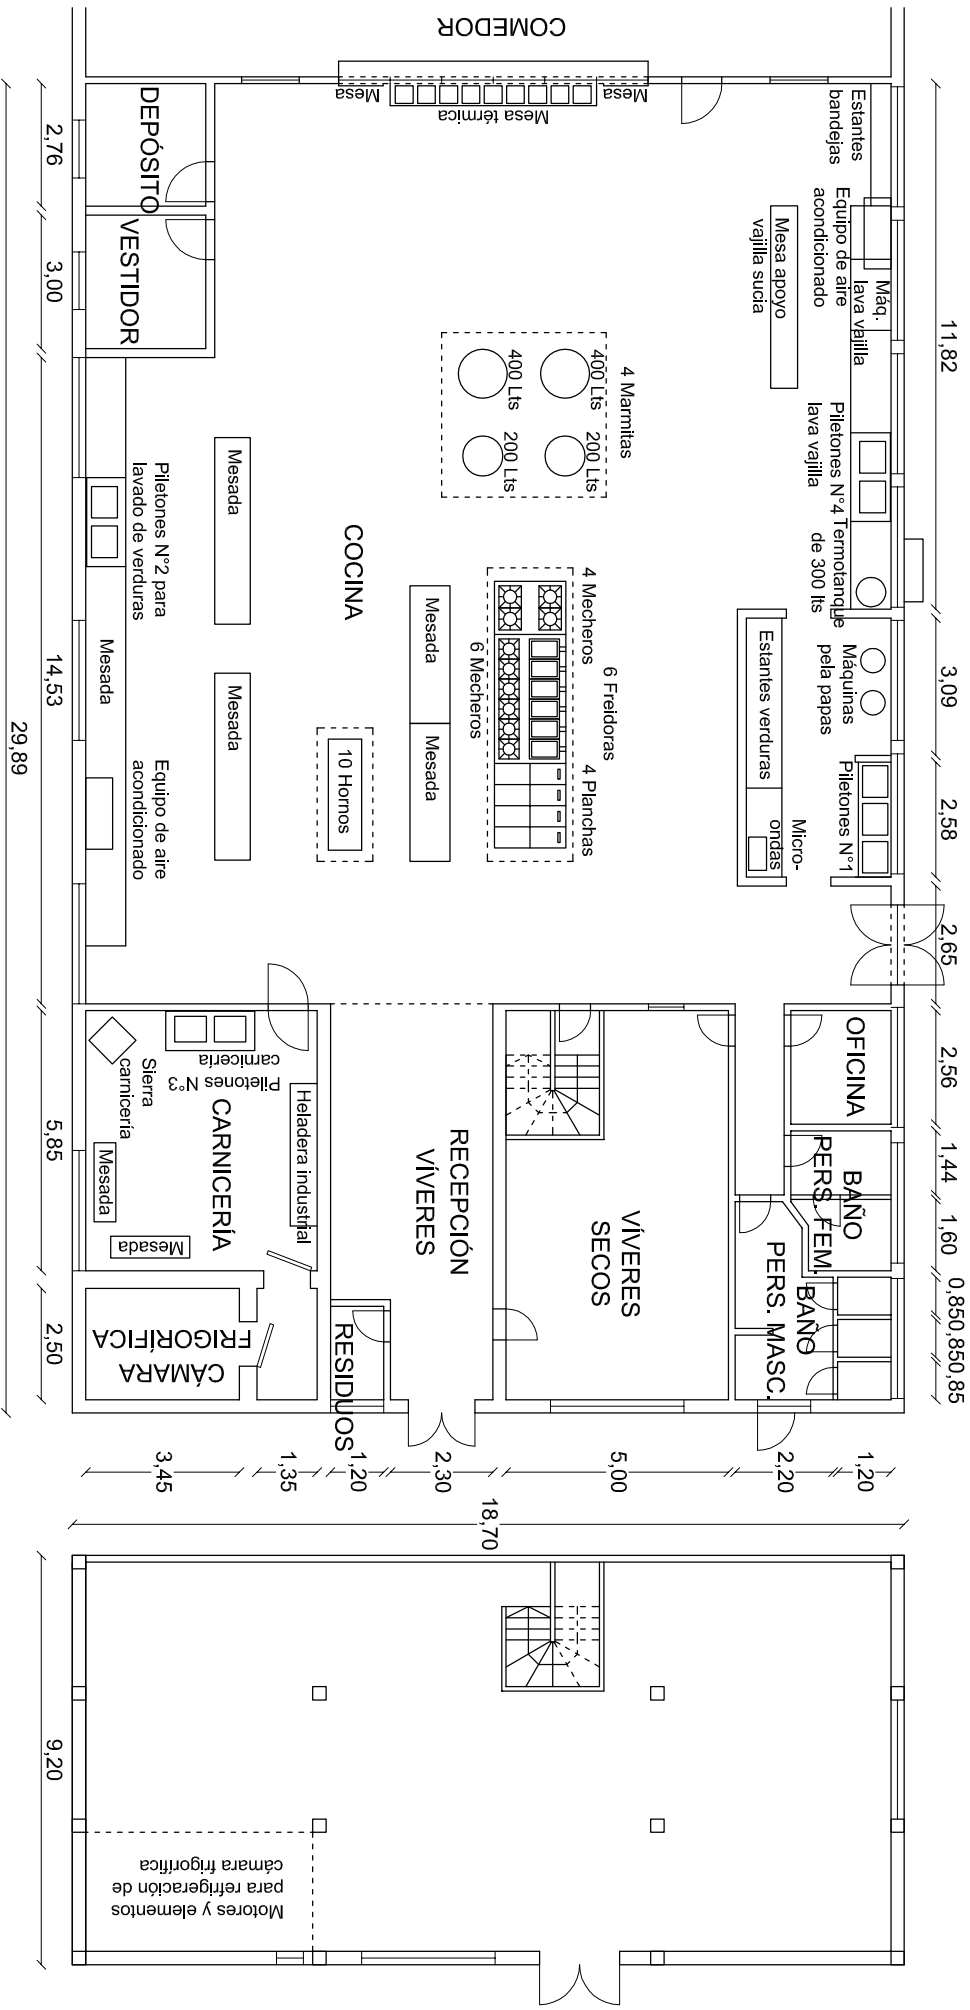 COMEDOR
Mesa
Mesa térmica
Mesa
DEPÓSITO
VESTIDOR
Estantes
bandejas
Equipo de aire
acondicionado
Máq.
lava vajilla
Mesa apoyo
vajilla sucia
Piletones N°4
lava vajilla
Termotanque
de 300 lts
4 Marmitas
400 Lts
200 Lts
400 Lts
200 Lts
COCINA
Mesada
Mesada
Piletones N°2 para
lavado de verduras
Mesada
Equipo de aire
acondicionado
Mesada
Mesada
10 Hornos
4 Mecheros
6 Mecheros
6 Freidoras
4 Planchas
Máquinas
pela papas
Estantes verduras
Piletones N°1
Micro-
ondas
OFICINA
BAÑO
PERS. FEM.
BAÑO
PERS. MASC.
VÍVERES
SECOS
RECEPCIÓN
VÍVERES
RESIDUOS
CARNICERÍA
Heladera industrial
Piletones N°3
carnicería
Sierra
carnicería
Mesada
Mesada
CÁMARA
FRIGORÍFICA
11,82
3,09
2,58
2,65
2,56
1,44
1,60
0,85
0,85
0,85
2,76
3,00
14,53
5,85
2,50
29,89
3,45
1,35
1,20
2,30
5,00
2,20
1,20
18,70
9,20
Motores y elementos
para refrigeración de
cámara frigorífica